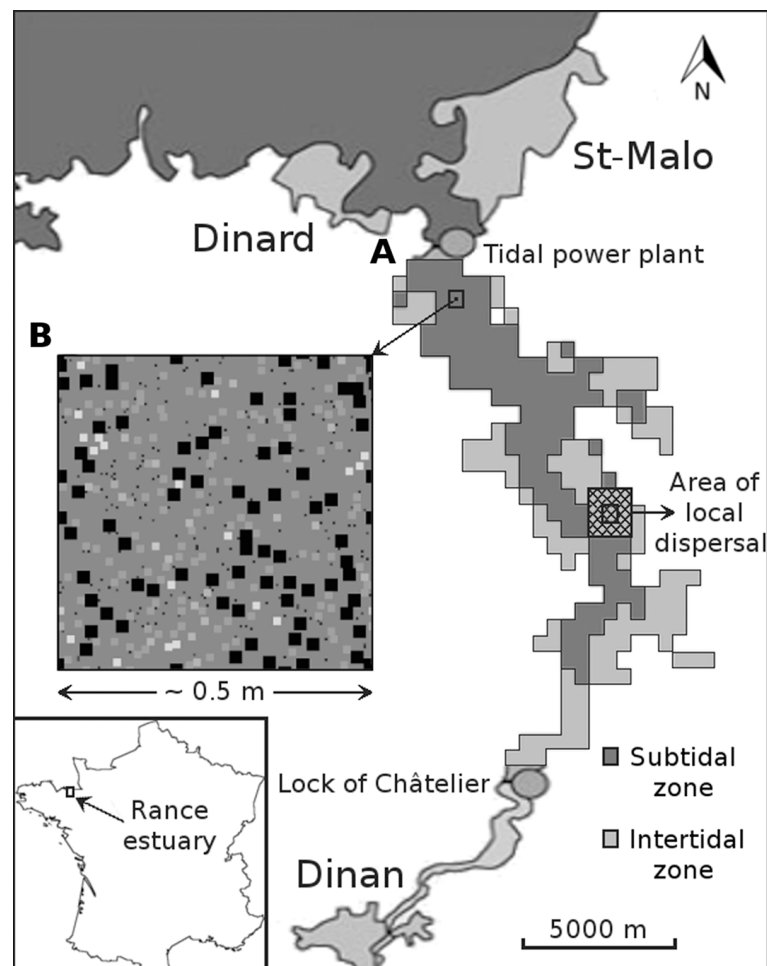 N
St-Malo
Dinard
A
Tidal power plant
B
Area of
local
dispersal
~ 0.5 m
Subtidal
zone
Lock of Châtelier
Rance
estuary
Intertidal
zone
Dinan
5000 m